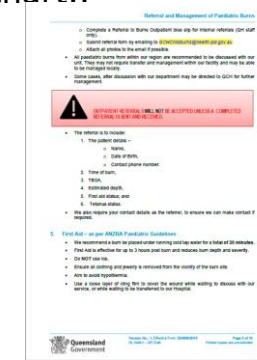 Referral and Management of Paediatric Burns
o Complete a Referral to Burns Outpatient blue slip for internal referrals (GH staff only).
o Submit referral form by emailing to
o Attach all photos to the email if possible.
• All paediatric burns from within our region are recommended to be discussed with our unit. They may not require transfer and management within our facility and may be able to be managed locally.
• Some cases, after discussion with our department may be directed to GCH for further management.
OUTPATIENT REFERRALS WILL NOT BE ACCEPTED UNLESS A COMPLETED REFERRAL IS SENT AND RECEIVED.
• The referral is to include:
1. The patient details –
o Name,
o Date of Birth,
o Contact phone number.
2. Time of burn,
3. TBSA,
4. Estimated depth,
5. First aid status, and
6. Tetanus status.
• We also require your contact details as the referrer, to ensure we can make contact if required.
5. First Aid – as per ANZBA Paediatric Guidelines
• We recommend a burn be placed under running cold tap water for a total of 20 minutes.
• First Aid is effective for up to 3 hours post burn and reduces burn depth and severity.
• Do NOT use ice.
• Ensure all clothing and jewelry is removed from the vicinity of the burn site.
• Aim to avoid hypothermia.
• Use a loose layer of cling film to cover the wound while waiting to discuss with our service, or while waiting to be transferred to our Hospital.
Queensland
Government
Printed copies are uncontrolled